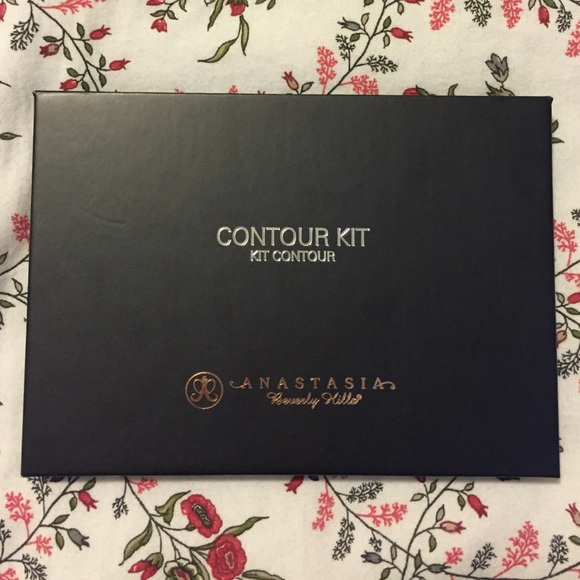 CONTOUR KIT
KIT CONTOUR
ANASTASIA
Beverly Hills